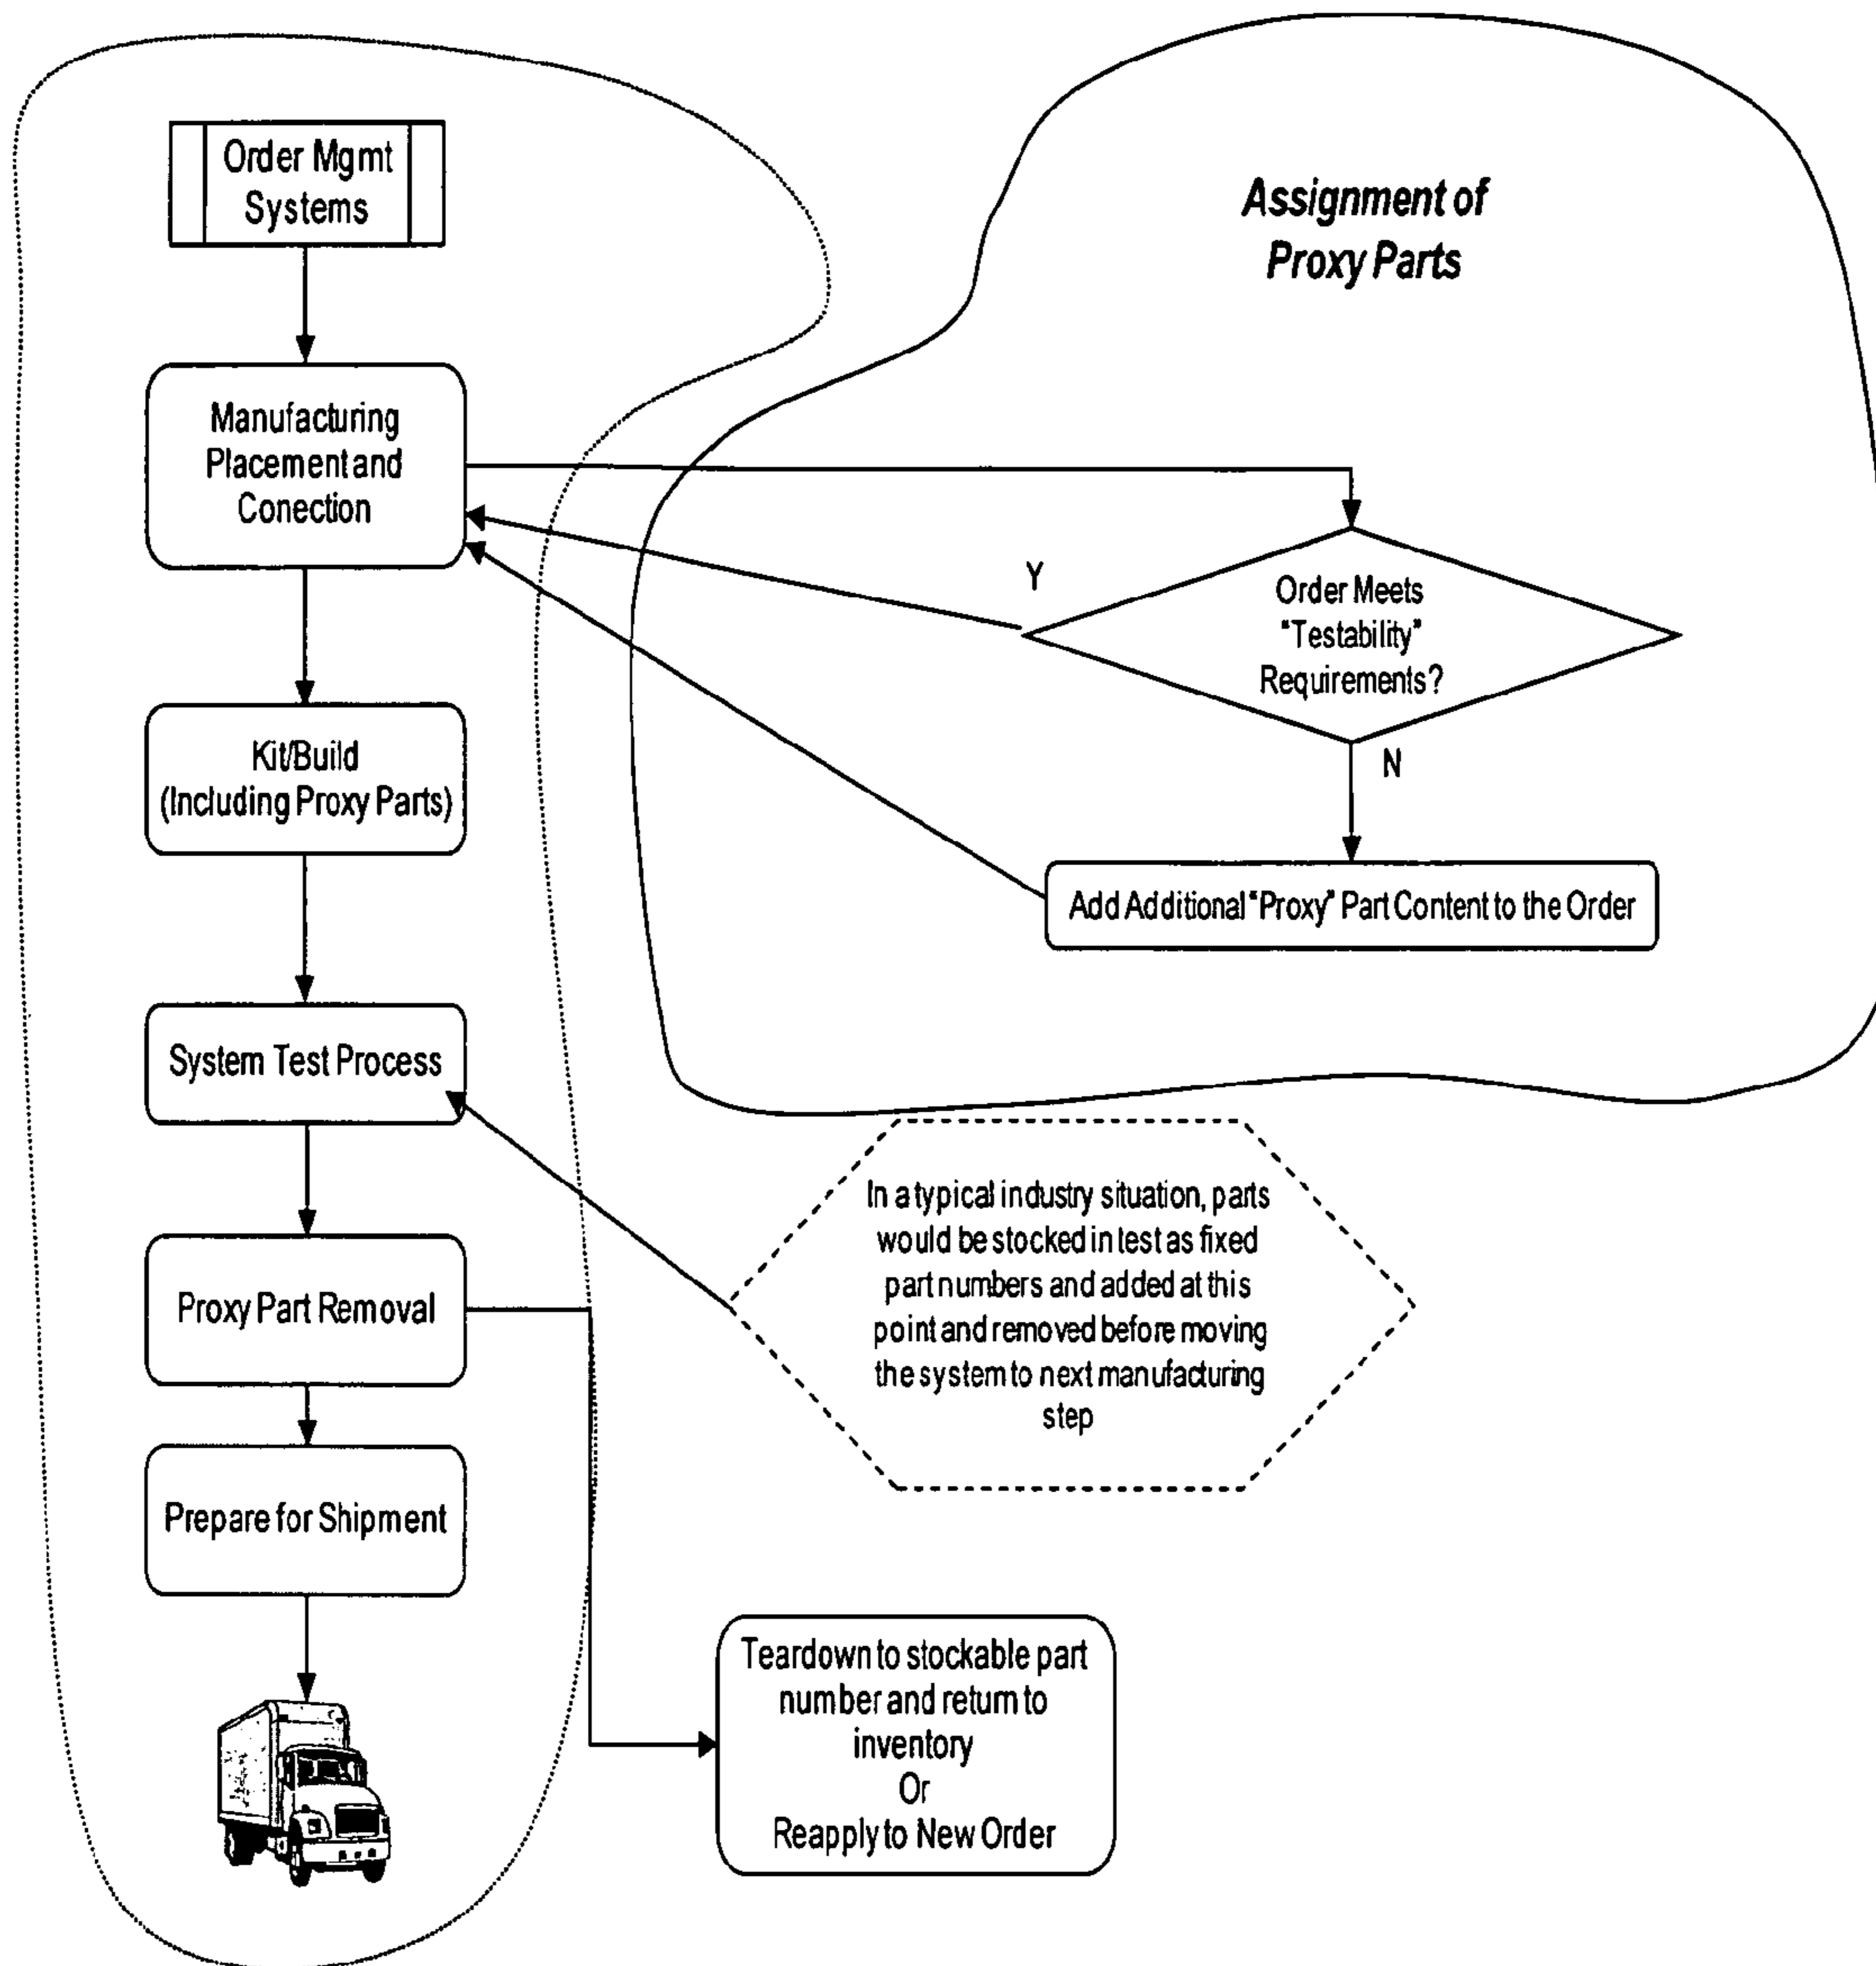 Order Mgmt
Systems
Assignment of
Proxy Parts
Manufacturing
Placement and
Conection
Y
Order Meets
"Testability"
Requirements?
N
Kit/Build
(Including Proxy Parts)
Add Additional "Proxy" Part Content to the Order
System Test Process
In a typical industry situation, parts
would be stocked in test as fixed
part numbers and added at this
point and removed before moving
the system to next manufacturing
step
Proxy Part Removal
Prepare for Shipment
Teardown to stockable part
number and return to
inventory
Or
Reapply to New Order